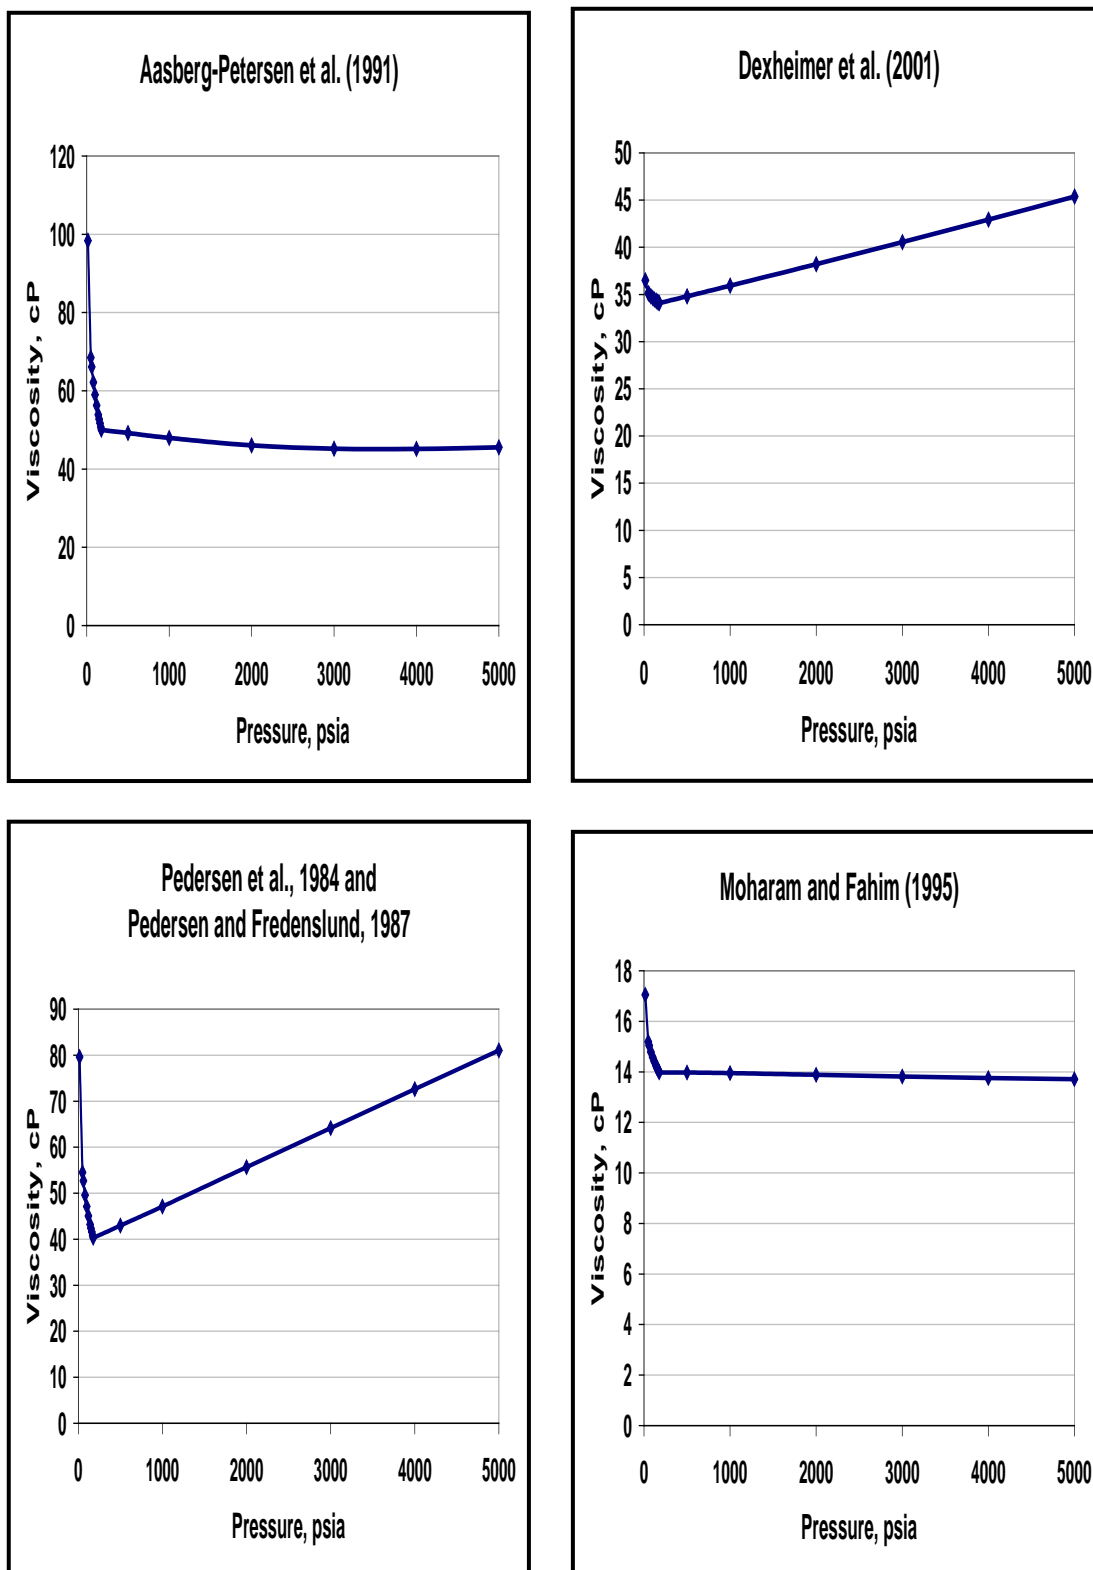 Aasberg-Petersen et al. (1991)
120
100
80
60
40
20
0
Viscosity, cP
0 1000 2000 3000 4000 5000
Pressure, psia
Dexheimer et al. (2001)
50
45
40
35
30
25
20
15
10
5
0
Viscosity, cP
0 1000 2000 3000 4000 5000
Pressure, psia
Pedersen et al., 1984 and
Pedersen and Fredenslund, 1987
90
80
70
60
50
40
30
20
10
0
Viscosity, cP
0 1000 2000 3000 4000 5000
Pressure, psia
Moharam and Fahim (1995)
18
16
14
12
10
8
6
4
2
0
Viscosity, cP
0 1000 2000 3000 4000 5000
Pressure, psia